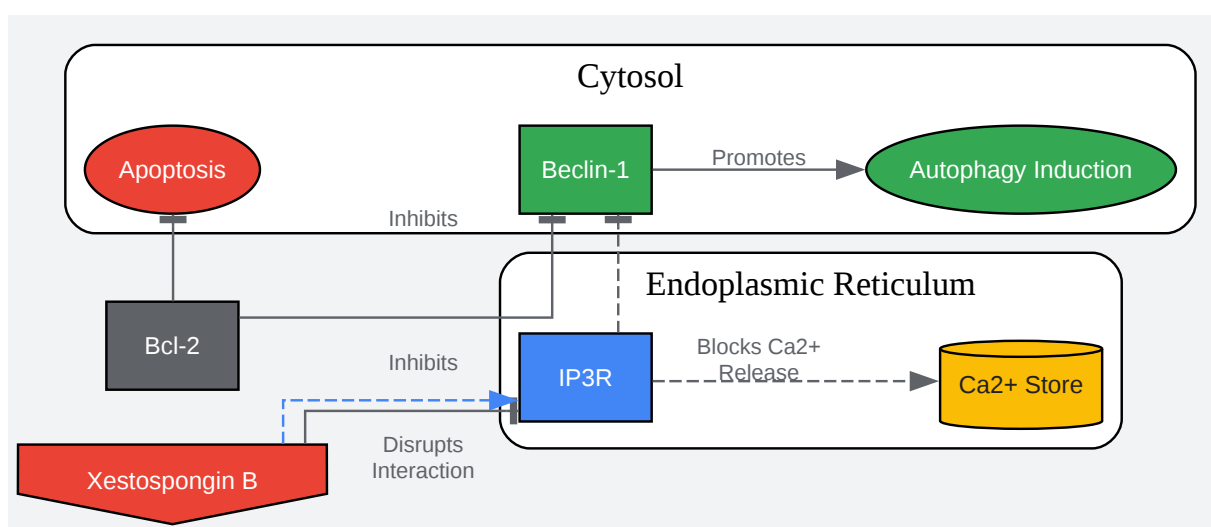 Cytosol
Apoptosis
Beclin-1
Promotes
Autophagy Induction
Inhibits
Endoplasmic Reticulum
Bcl-2
Inhibits
IP3R
Blocks Ca2+
Release
Ca2+ Store
Disrupts
Interaction
Xestospongin B